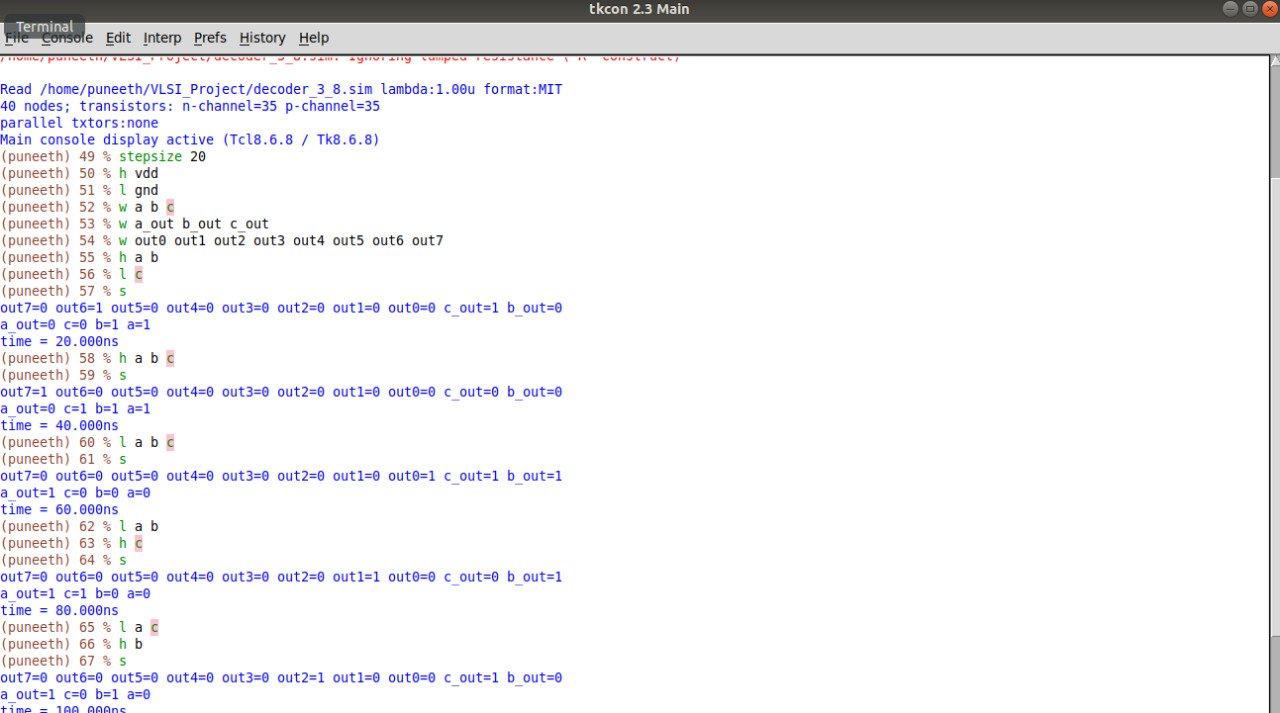 tkcon 2.3 Main
Terminal
File Console Edit Interp Prefs History Help
/home/puneeth/VLSI_Project/decoder_3_8.sim: Ignoring lumped resistance ('R' construct)
Read /home/puneeth/VLSI_Project/decoder_3_8.sim lambda:1.00u format:MIT
40 nodes; transistors: n-channel=35 p-channel=35
parallel txtors:none
Main console display active (Tcl8.6.8 / Tk8.6.8)
(puneeth) 49 % stepsize 20
(puneeth) 50 % h vdd
(puneeth) 51 % l gnd
(puneeth) 52 % w a b c
(puneeth) 53 % w a_out b_out c_out
(puneeth) 54 % w out0 out1 out2 out3 out4 out5 out6 out7
(puneeth) 55 % h a b
(puneeth) 56 % l c
(puneeth) 57 % s
out7=0 out6=1 out5=0 out4=0 out3=0 out2=0 out1=0 out0=0 c_out=1 b_out=0
a_out=0 c=0 b=1 a=1
time = 20.000ns
(puneeth) 58 % h a b c
(puneeth) 59 % s
out7=1 out6=0 out5=0 out4=0 out3=0 out2=0 out1=0 out0=0 c_out=0 b_out=0
a_out=0 c=1 b=1 a=1
time = 40.000ns
(puneeth) 60 % l a b c
(puneeth) 61 % s
out7=0 out6=0 out5=0 out4=0 out3=0 out2=0 out1=0 out0=1 c_out=1 b_out=1
a_out=1 c=0 b=0 a=0
time = 60.000ns
(puneeth) 62 % l a b
(puneeth) 63 % h c
(puneeth) 64 % s
out7=0 out6=0 out5=0 out4=0 out3=0 out2=0 out1=1 out0=0 c_out=0 b_out=1
a_out=1 c=1 b=0 a=0
time = 80.000ns
(puneeth) 65 % l a c
(puneeth) 66 % h b
(puneeth) 67 % s
out7=0 out6=0 out5=0 out4=0 out3=0 out2=1 out1=0 out0=0 c_out=1 b_out=0
a_out=1 c=0 b=1 a=0
time = 100.000ns